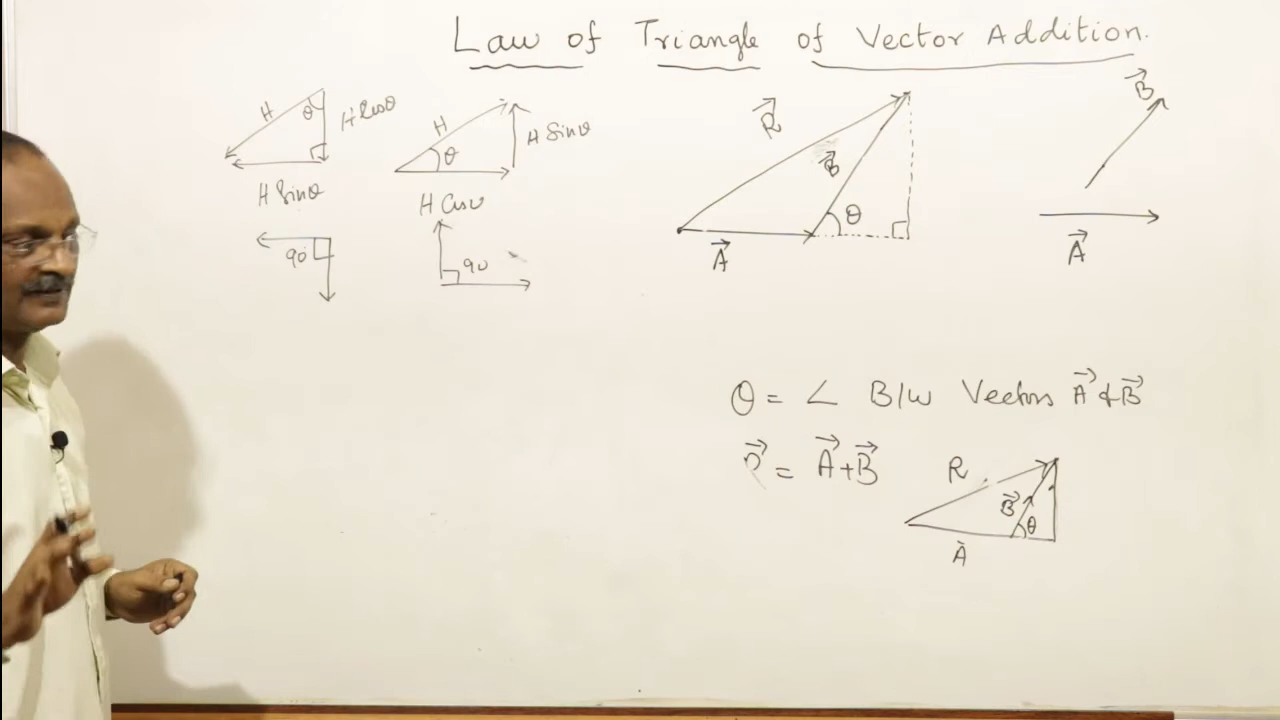 Law of Triangle of Vector Addition.
H θ H Cosθ
H Sinθ
H θ H Sinθ
H Cosθ
90
90
R⃗
B⃗
θ
A⃗
B⃗
A⃗
θ = ∠ B/w Vectors A⃗ & B⃗
R⃗ = A⃗+B⃗
R
B⃗ θ
A⃗